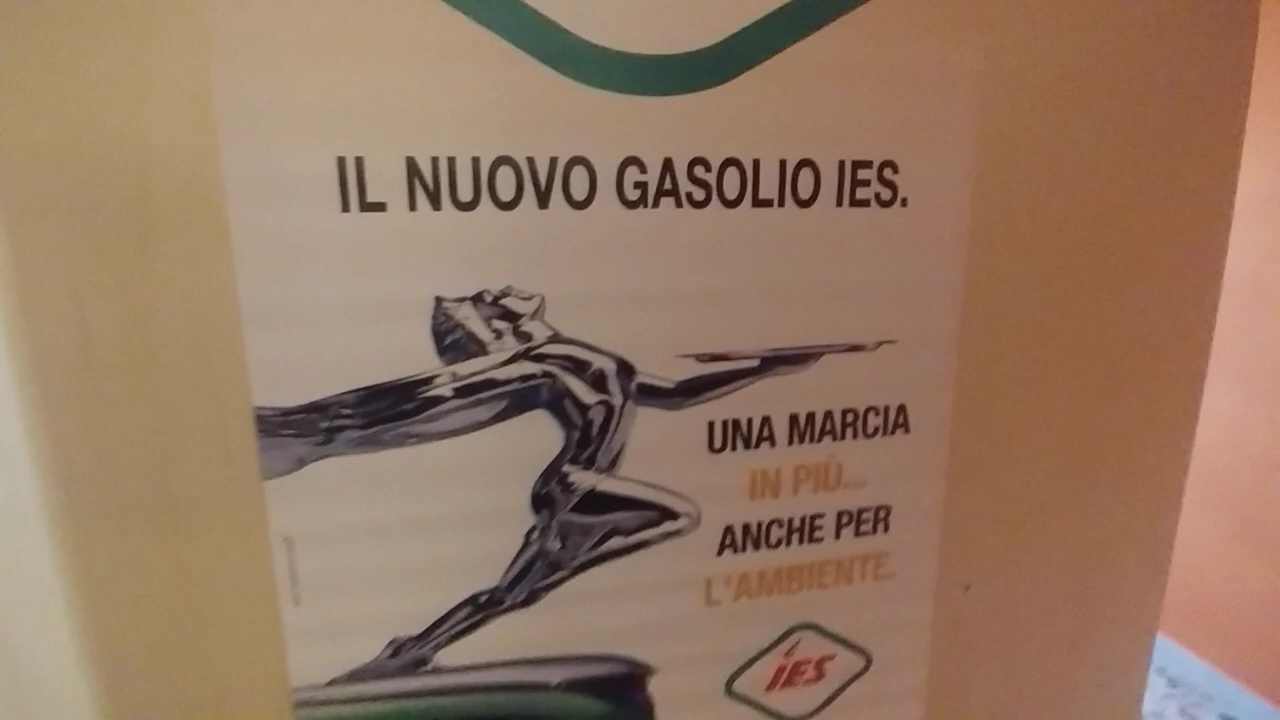 IL NUOVO GASOLIO IES.
UNA MARCIA
IN PIÙ...
ANCHE PER
L'AMBIENTE.
iES